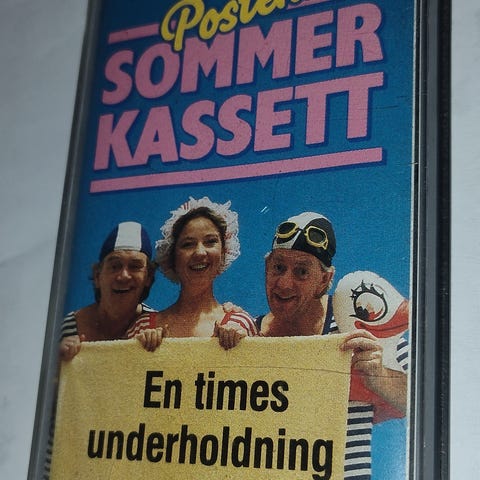 SOMMER
KASSETT
En times
underholdning